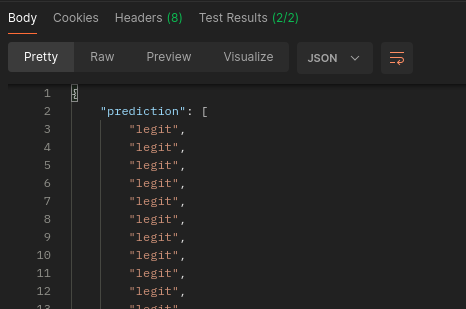 Body Cookies Headers (8) Test Results (2/2)
Pretty Raw Preview Visualize JSON
1 {
2 "prediction": [
3 "legit",
4 "legit",
5 "legit",
6 "legit",
7 "legit",
8 "legit",
9 "legit",
10 "legit",
11 "legit",
12 "legit",
13 "legit",